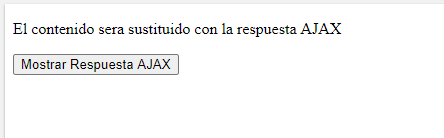 El contenido sera sustituido con la respuesta AJAX
Mostrar Respuesta AJAX